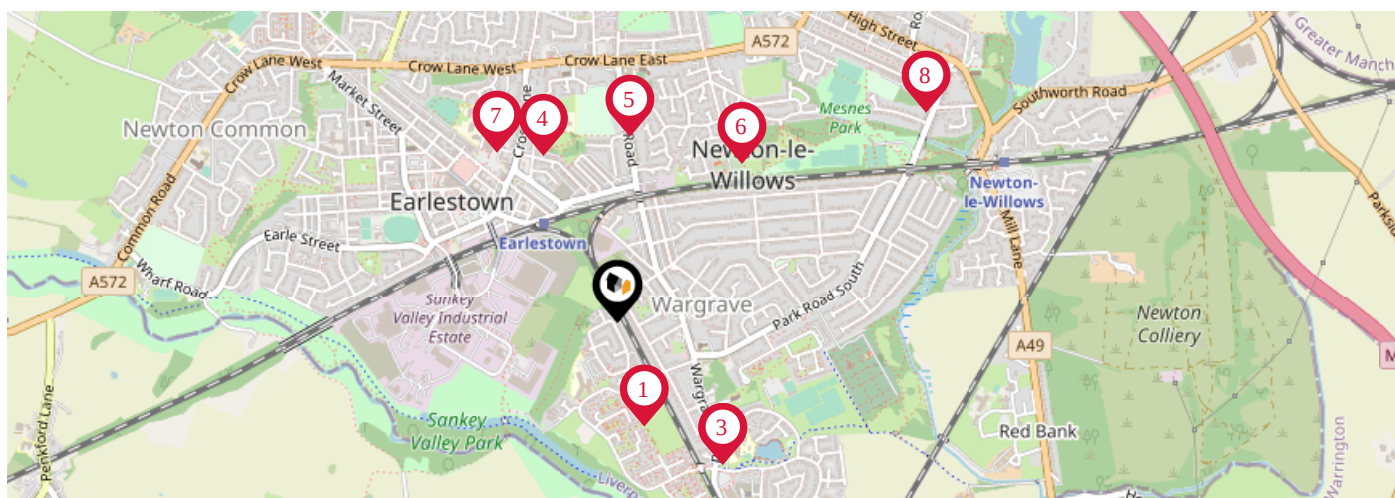 High Street
A572
Greater Manch
Crow Lane West
Crow Lane West
Crow Lane East
8
Southworth Road
Market Street
5
7
4
Mesnes
Park
Newton Common
Road
6
Newton-le-
Willows
Earlestown
Newton-
le-Willows
Common Road
Earle Street
Earlestown
Mill Lane
Wharf Road
A572
Sankey
Valley Industrial
Estate
Wargrave
Park Road South
Newton
Colliery
A49
M
Penkford Lane
1
3
Sankey
Valley Park
Red Bank
Warrington
Liverp